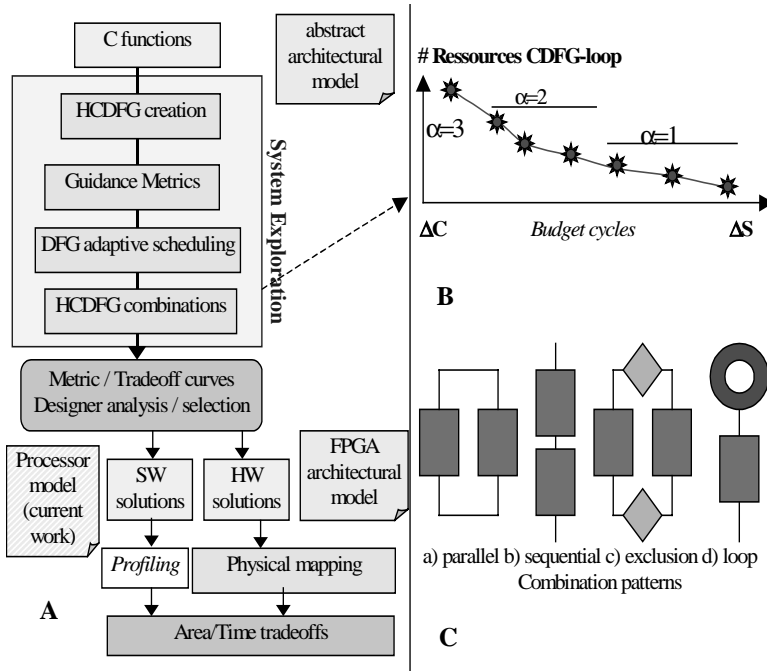 C functions
abstract
architectural
model
HCDFG creation
Guidance Metrics
DFG adaptive scheduling
HCDFG combinations
System Exploration
Metric / Tradeoff curves
Designer analysis / selection
Processor
model
(current
work)
SW
solutions
HW
solutions
FPGA
architectural
model
Profiling
Physical mapping
Area/Time tradeoffs
A
# Ressources CDFG-loop
α=3
α=2
α=1
ΔC
Budget cycles
ΔS
B
a) parallel b) sequential c) exclusion d) loop
Combination patterns
C